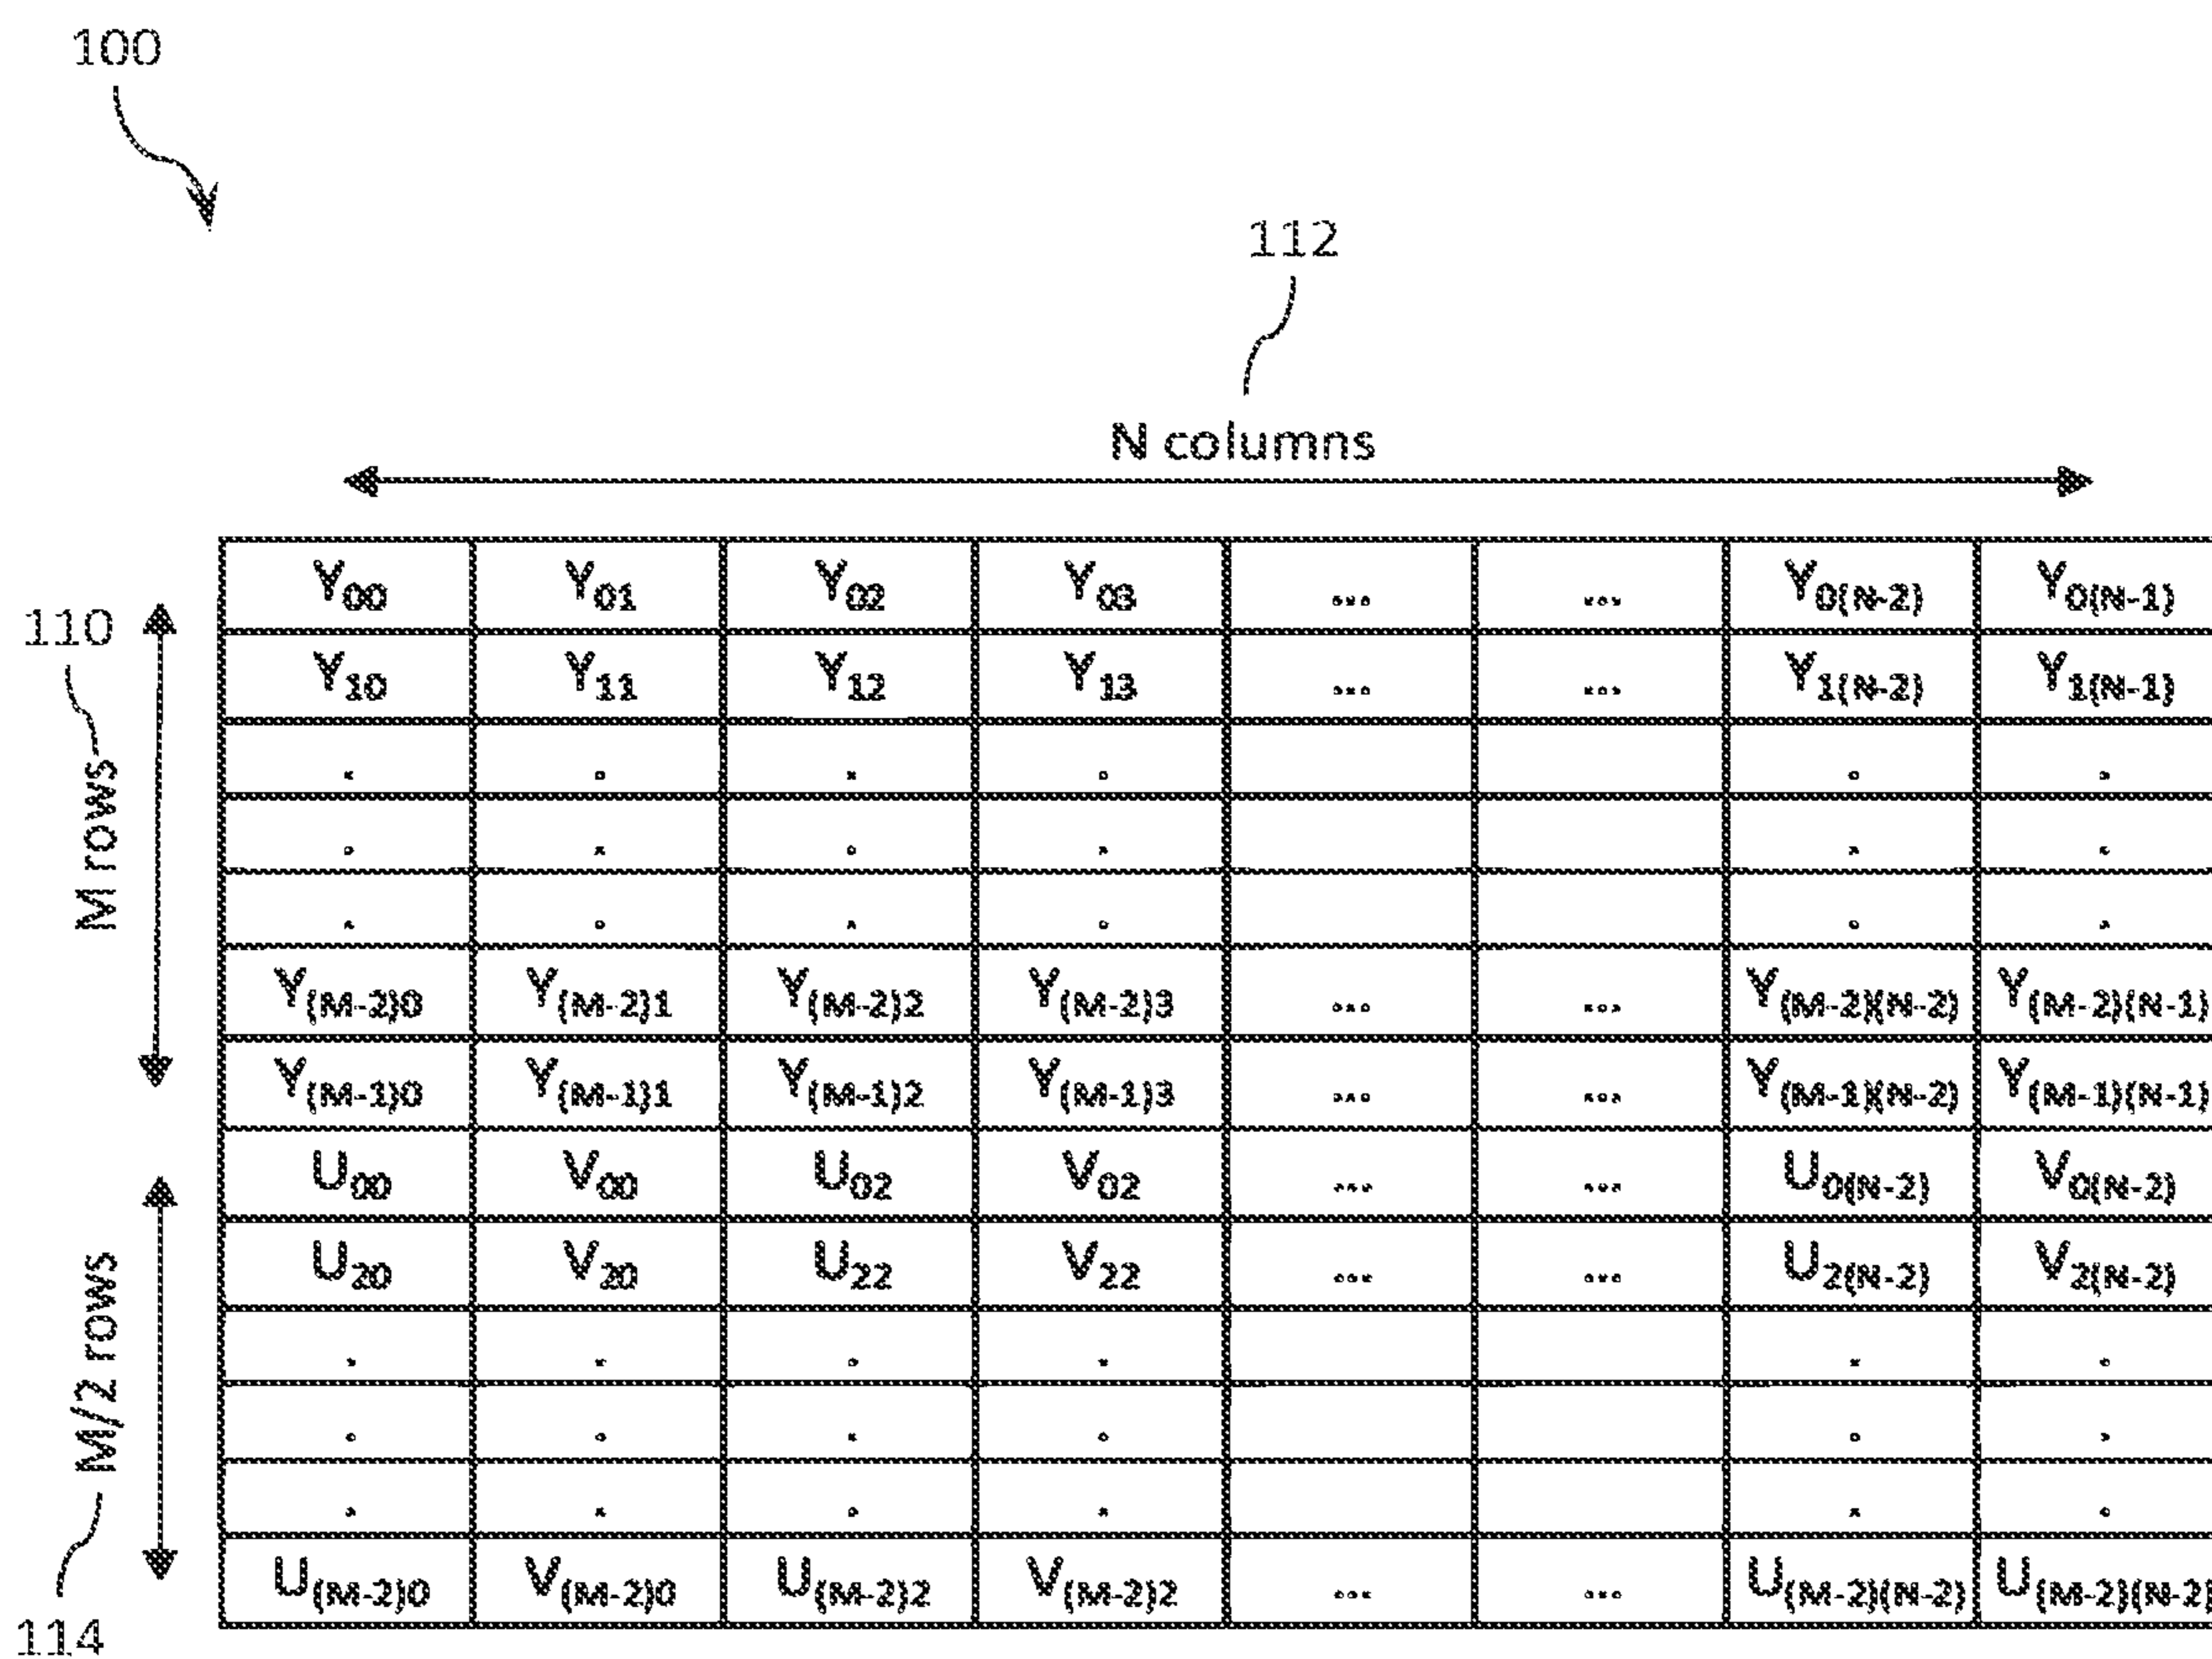 100
112
N columns
110
M rows
M/2 rows
114
Y00 Y01 Y02 Y03 ... ... Y0(N-2) Y0(N-1)
Y10 Y11 Y12 Y13 ... ... Y1(N-2) Y1(N-1)
. . . . . .
. . . . . .
. . . . . .
Y(M-2)0 Y(M-2)1 Y(M-2)2 Y(M-2)3 ... ... Y(M-2)(N-2) Y(M-2)(N-1)
Y(M-1)0 Y(M-1)1 Y(M-1)2 Y(M-1)3 ... ... Y(M-1)(N-2) Y(M-1)(N-1)
U00 V00 U02 V02 ... ... U0(N-2) V0(N-2)
U20 V20 U22 V22 ... ... U2(N-2) V2(N-2)
. . . . . .
. . . . . .
. . . . . .
U(M-2)0 V(M-2)0 U(M-2)2 V(M-2)2 ... ... U(M-2)(N-2) U(M-2)(N-2)